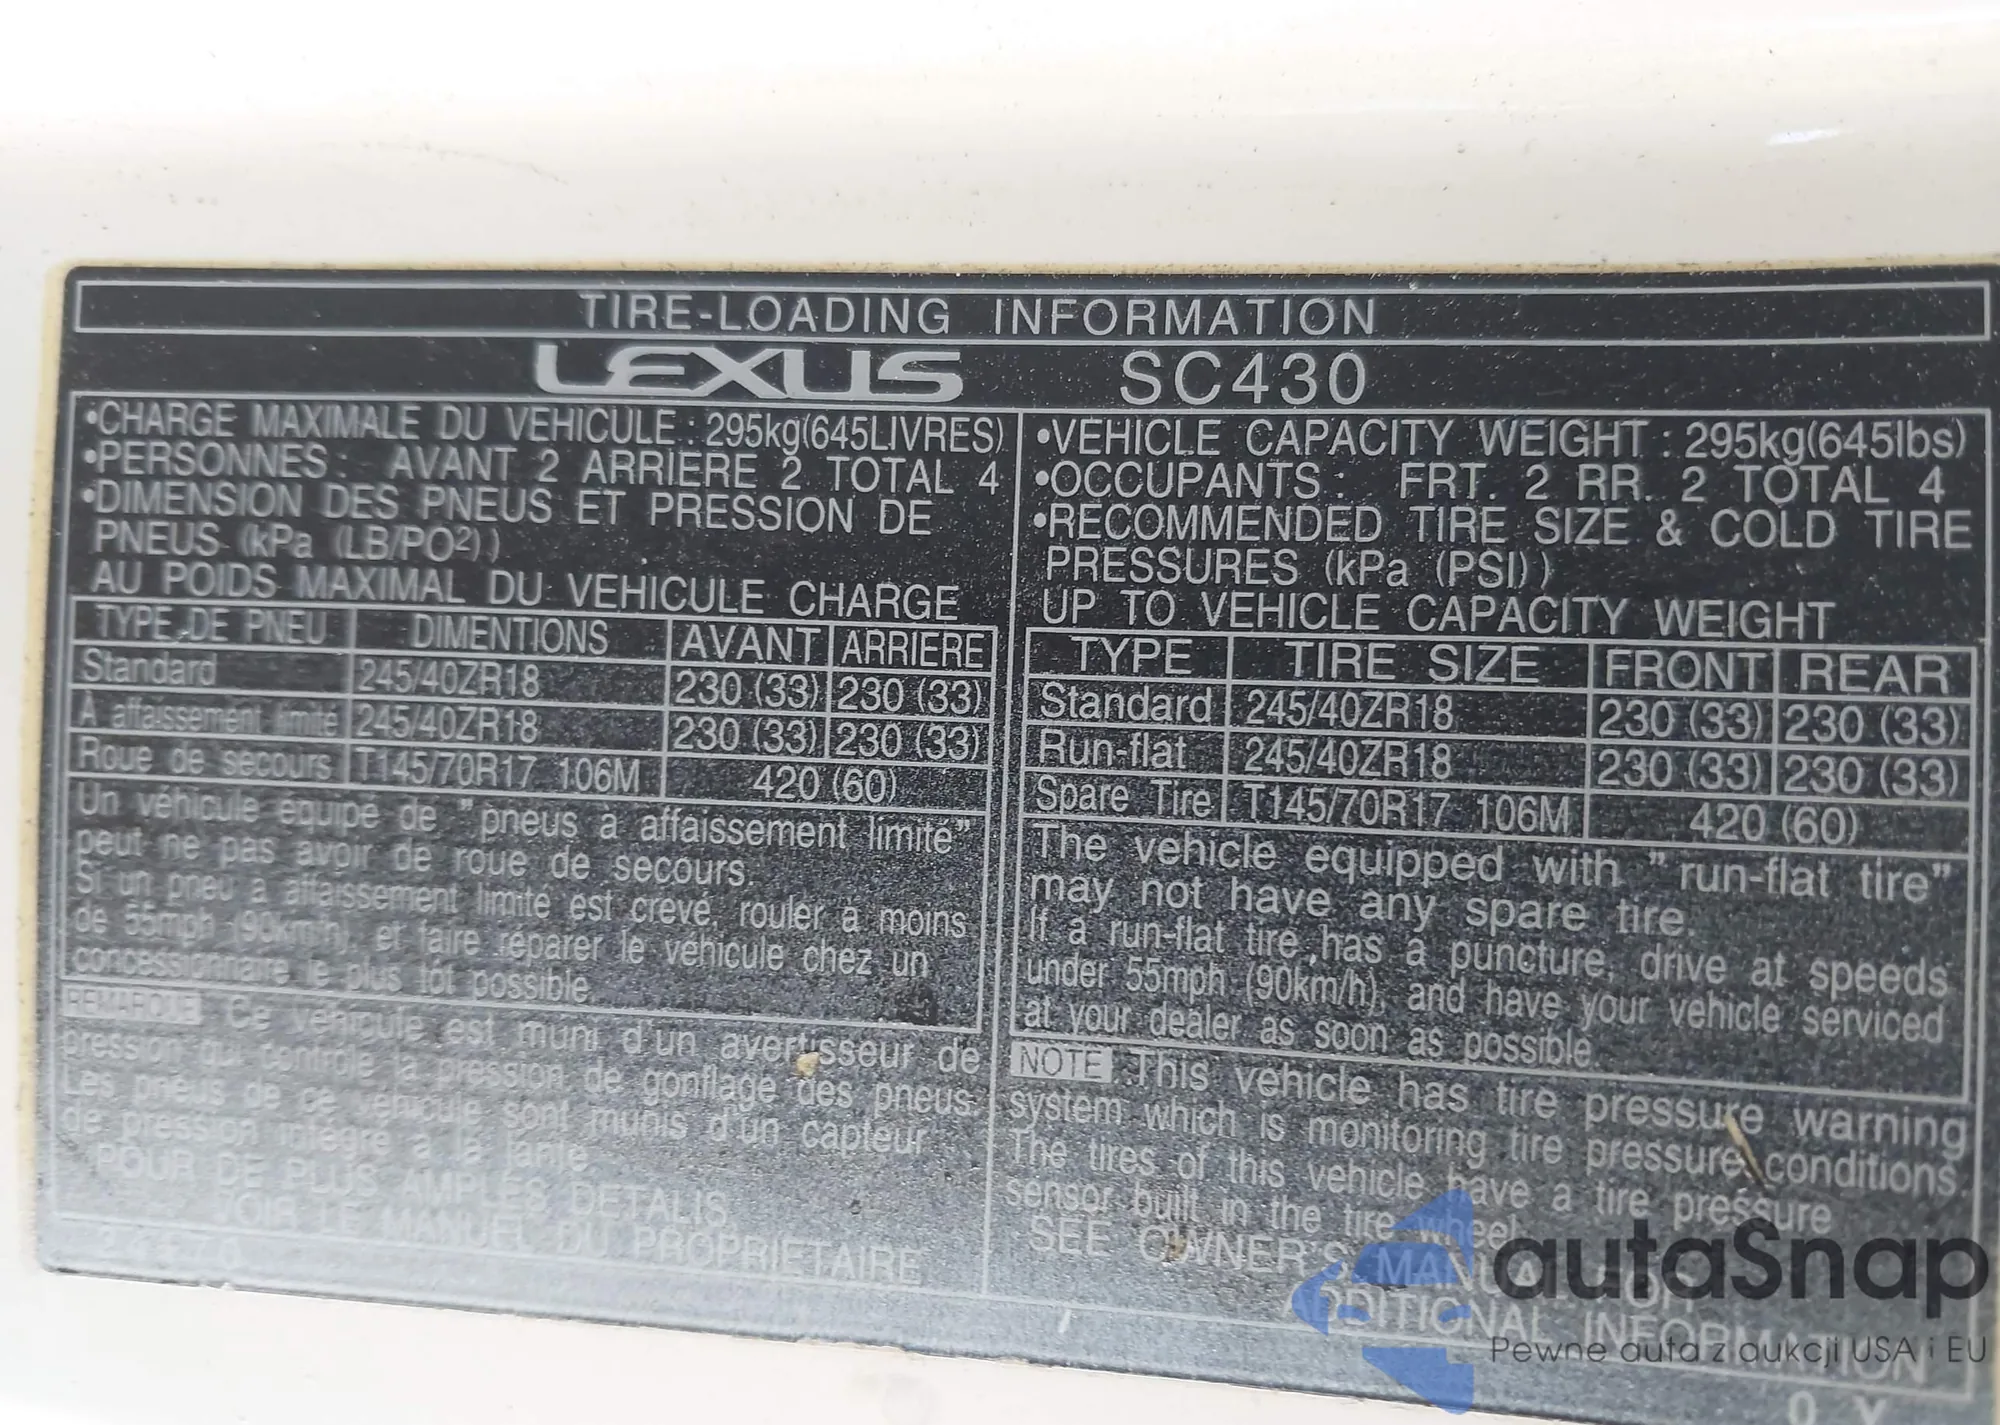 TIRE-LOADING INFORMATION
LEXUS SC430
•CHARGE MAXIMALE DU VEHICULE : 295kg(645LIVRES)
•PERSONNES : AVANT 2 ARRIERE 2 TOTAL 4
•DIMENSION DES PNEUS ET PRESSION DE
PNEUS (kPa (LB/PO²))
AU POIDS MAXIMAL DU VEHICULE CHARGE
TYPE DE PNEU DIMENTIONS AVANT ARRIERE
Standard 245/40ZR18 230 (33) 230 (33)
À affaissement limité 245/40ZR18 230 (33) 230 (33)
Roue de secours T145/70R17 106M 420 (60)
Un véhicule équipé de "pneus à affaissement limité"
peut ne pas avoir de roue de secours.
Si un pneu à affaissement limité est crevé, rouler à moins
de 55mph (90km/h), et faire réparer le véhicule chez un
concessionnaire le plus tôt possible.
REMARQUE Ce véhicule est muni d'un avertisseur de
pression qui contrôle la pression de gonflage des pneus.
Les pneus de ce véhicule sont munis d'un capteur
de pression intégré à la jante.
POUR DE PLUS AMPLES DETALIS
VOIR LE MANUEL DU PROPRIETAIRE
•VEHICLE CAPACITY WEIGHT : 295kg(645lbs)
•OCCUPANTS : FRT. 2 RR. 2 TOTAL 4
•RECOMMENDED TIRE SIZE & COLD TIRE
PRESSURES (kPa (PSI))
UP TO VEHICLE CAPACITY WEIGHT
TYPE TIRE SIZE FRONT REAR
Standard 245/40ZR18 230 (33) 230 (33)
Run-flat 245/40ZR18 230 (33) 230 (33)
Spare Tire T145/70R17 106M 420 (60)
The vehicle equipped with "run-flat tire"
may not have any spare tire.
If a run-flat tire has a puncture, drive at speeds
under 55mph (90km/h), and have your vehicle serviced
at your dealer as soon as possible.
NOTE This vehicle has tire pressure warning
system which is monitoring tire pressure conditions.
The tires of this vehicle have a tire pressure
sensor built in the tire wheel.
SEE OWNER'S MANUAL FOR
ADDITIONAL INFORMATION
autaSnap
Pewne auta z aukcji USA i EU